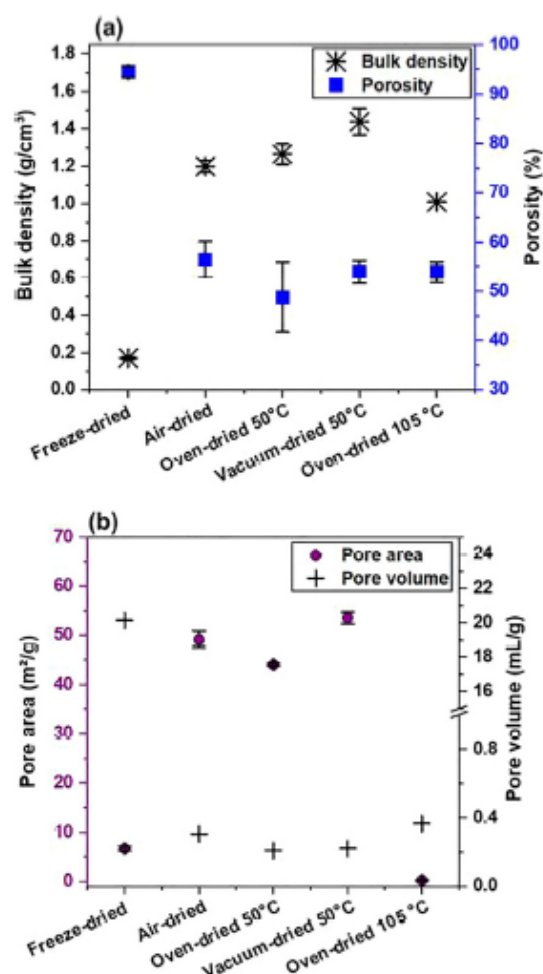 (a)
Bulk density
Porosity
Bulk density (g/cm³)
1.8
1.6
1.4
1.2
1.0
0.8
0.6
0.4
0.2
0.0
100
90
80
70
60
50
40
30
Porosity (%)
Freeze-dried
Air-dried
Oven-dried 50°C
Vacuum-dried 50°C
Oven-dried 105°C
(b)
Pore area
Pore volume
Pore area (m²/g)
70
60
50
40
30
20
10
0
24
22
20
18
16
0.8
0.4
0.0
Pore volume (mL/g)
Freeze-dried
Air-dried
Oven-dried 50°C
Vacuum-dried 50°C
Oven-dried 105°C